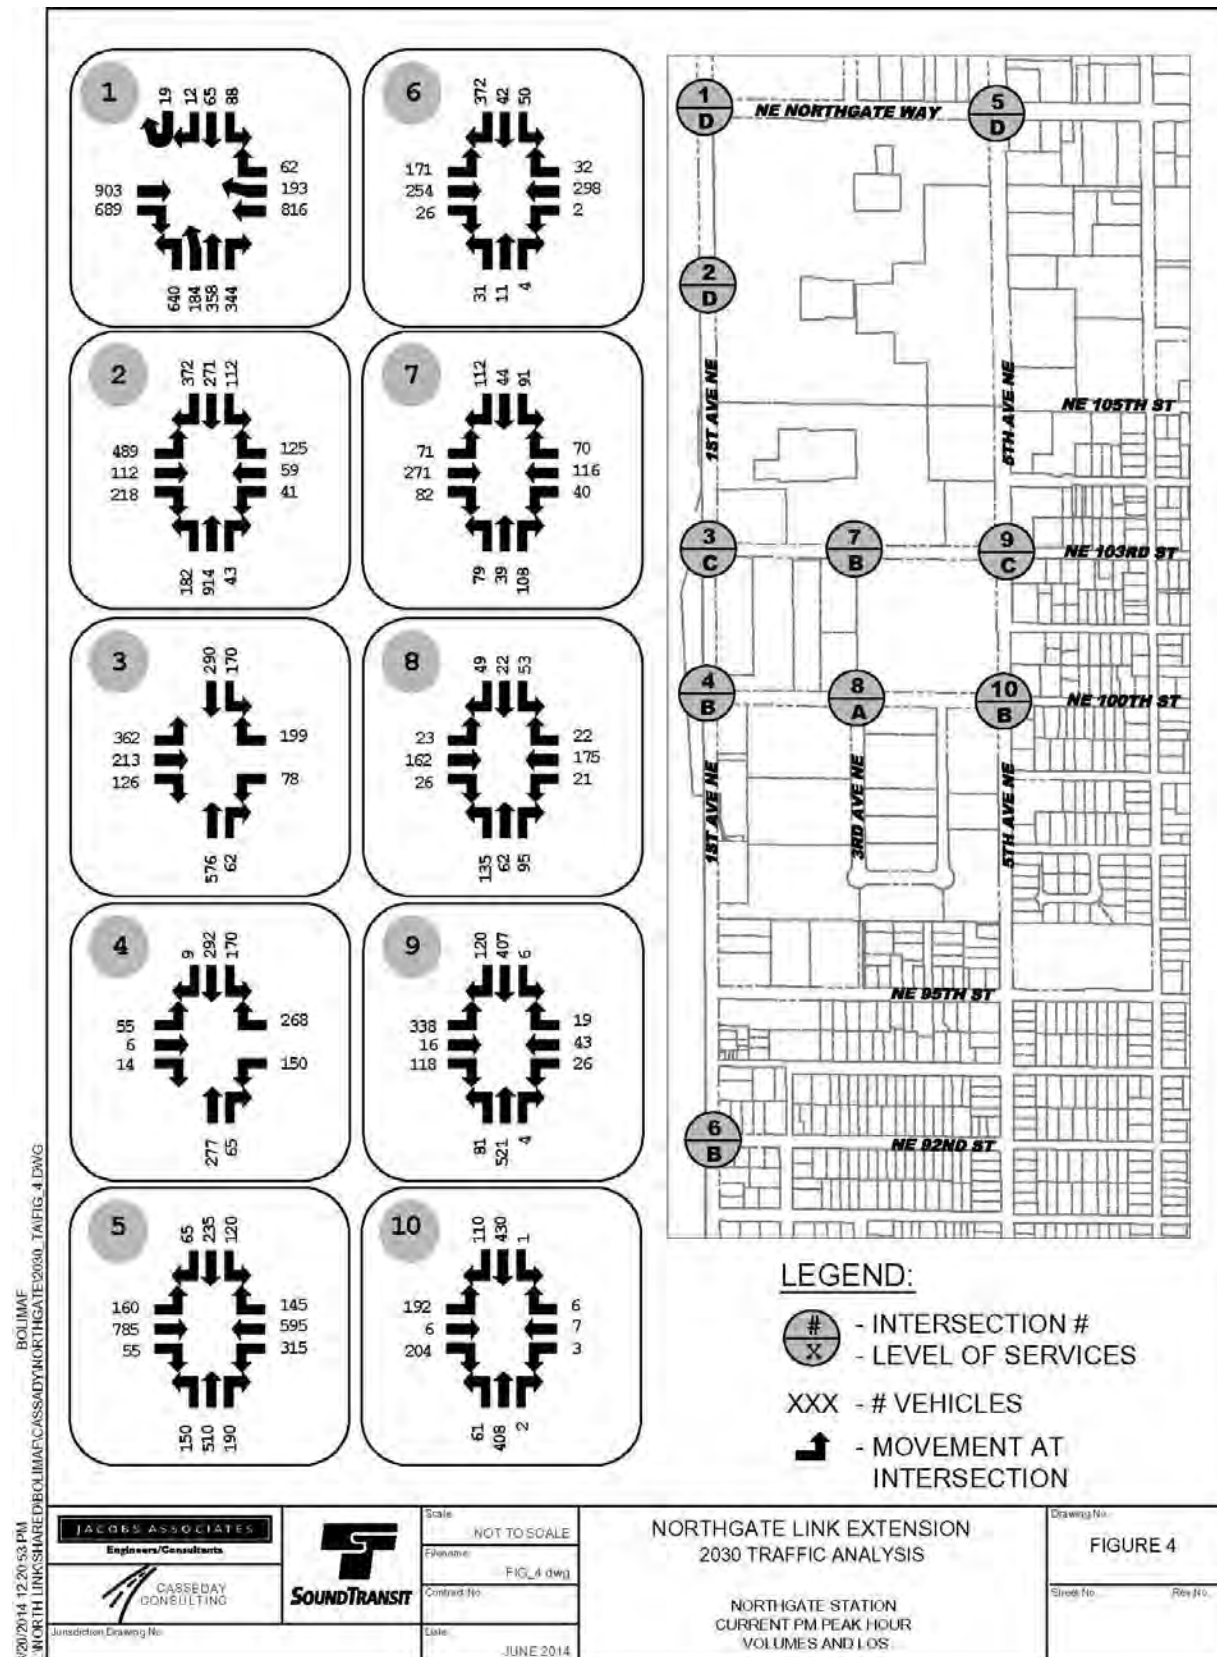 1
19
12
65
88
62
193
816
903
689
640
184
358
344
6
372
42
50
171
254
26
32
298
2
31
11
4
2
372
271
112
489
112
218
125
59
41
182
914
43
7
112
44
91
71
271
82
70
116
40
79
39
108
3
290
170
362
213
126
199
78
576
62
8
49
22
53
23
162
26
22
175
21
135
62
95
4
9
292
170
55
6
14
268
150
277
65
9
120
407
6
338
16
118
19
43
26
81
521
4
5
65
235
120
160
785
55
145
595
315
150
510
190
10
110
430
1
192
6
204
6
7
3
61
408
2
1
D
NE NORTHGATE WAY
5
D
2
D
1ST AVE NE
5TH AVE NE
NE 105TH ST
3
C
7
B
9
C
NE 103RD ST
4
B
8
A
10
B
NE 100TH ST
1ST AVE NE
3RD AVE NE
5TH AVE NE
NE 95TH ST
6
B
NE 92ND ST
LEGEND:
# - INTERSECTION #
X - LEVEL OF SERVICES
XXX - # VEHICLES
- MOVEMENT AT
INTERSECTION
JACOBS ASSOCIATES
Engineers/Consultants
CASSEDAY
CONSULTING
Jurisdiction Drawing No.
SOUNDTRANSIT
Scale
NOT TO SCALE
Filename
FIG_4.dwg
Contract No.
Date
JUNE 2014
NORTHGATE LINK EXTENSION
2030 TRAFFIC ANALYSIS
NORTHGATE STATION
CURRENT PM PEAK HOUR
VOLUMES AND LOS
Drawing No.
FIGURE 4
Rev No.
BOLIMAF
/20/2014 12:20:53 PM